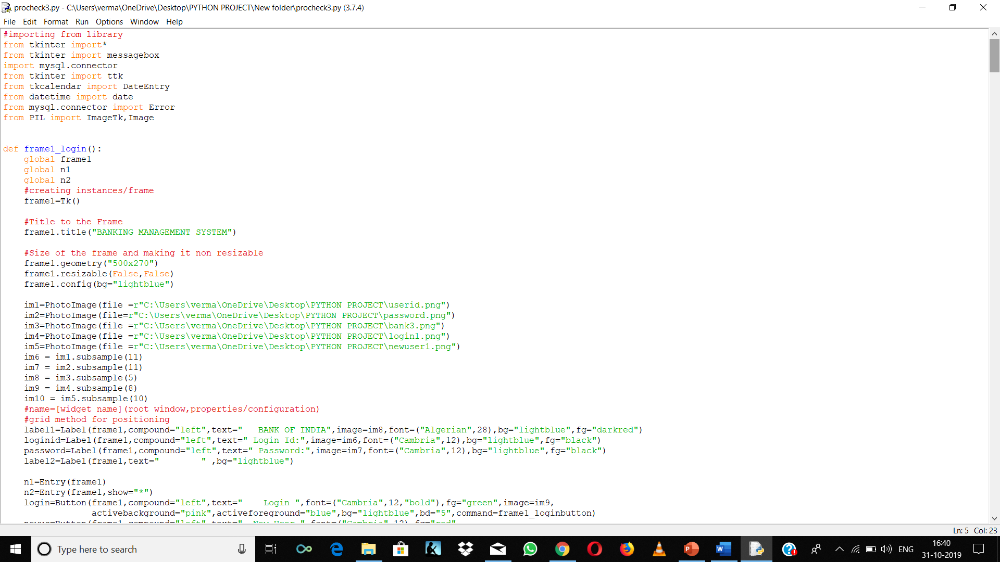 procheck3.py - C:\Users\verma\OneDrive\Desktop\PYTHON PROJECT\New folder\procheck3.py (3.7.4)
File Edit Format Run Options Window Help
#importing from library
from tkinter import*
from tkinter import messagebox
import mysql.connector
from tkinter import ttk
from tkcalendar import DateEntry
from datetime import date
from mysql.connector import Error
from PIL import ImageTk,Image
def frame1_login():
    global frame1
    global n1
    global n2
    #creating instances/frame
    frame1=Tk()
    #Title to the Frame
    frame1.title("BANKING MANAGEMENT SYSTEM")
    #Size of the frame and making it non resizable
    frame1.geometry("500x270")
    frame1.resizable(False,False)
    frame1.config(bg="lightblue")
    im1=PhotoImage(file =r"C:\Users\verma\OneDrive\Desktop\PYTHON PROJECT\userid.png")
    im2=PhotoImage(file=r"C:\Users\verma\OneDrive\Desktop\PYTHON PROJECT\password.png")
    im3=PhotoImage(file =r"C:\Users\verma\OneDrive\Desktop\PYTHON PROJECT\bank3.png")
    im4=PhotoImage(file =r"C:\Users\verma\OneDrive\Desktop\PYTHON PROJECT\login1.png")
    im5=PhotoImage(file =r"C:\Users\verma\OneDrive\Desktop\PYTHON PROJECT\newuser1.png")
    im6 = im1.subsample(11)
    im7 = im2.subsample(11)
    im8 = im3.subsample(5)
    im9 = im4.subsample(8)
    im10 = im5.subsample(10)
    #name=[widget name](root window,properties/configuration)
    #grid method for positioning
    label1=Label(frame1,compound="left",text="   BANK OF INDIA",image=im8,font=("Algerian",28),bg="lightblue",fg="darkred")
    loginid=Label(frame1,compound="left",text=" Login Id:",image=im6,font=("Cambria",12),bg="lightblue",fg="black")
    password=Label(frame1,compound="left",text=" Password:",image=im7,font=("Cambria",12),bg="lightblue",fg="black")
    label2=Label(frame1,text="        " ,bg="lightblue")
    n1=Entry(frame1)
    n2=Entry(frame1,show="*")
    login=Button(frame1,compound="left",text="    Login ",font=("Cambria",12,"bold"),fg="green",image=im9,
                 activebackground="pink",activeforeground="blue",bg="lightblue",bd="5",command=frame1_loginbutton)
    newus=Button(frame1,compound="left",text="  New User ",font=("Cambria",12),fg="red",
Ln: 5 Col: 23
Type here to search
ENG
16:40
31-10-2019